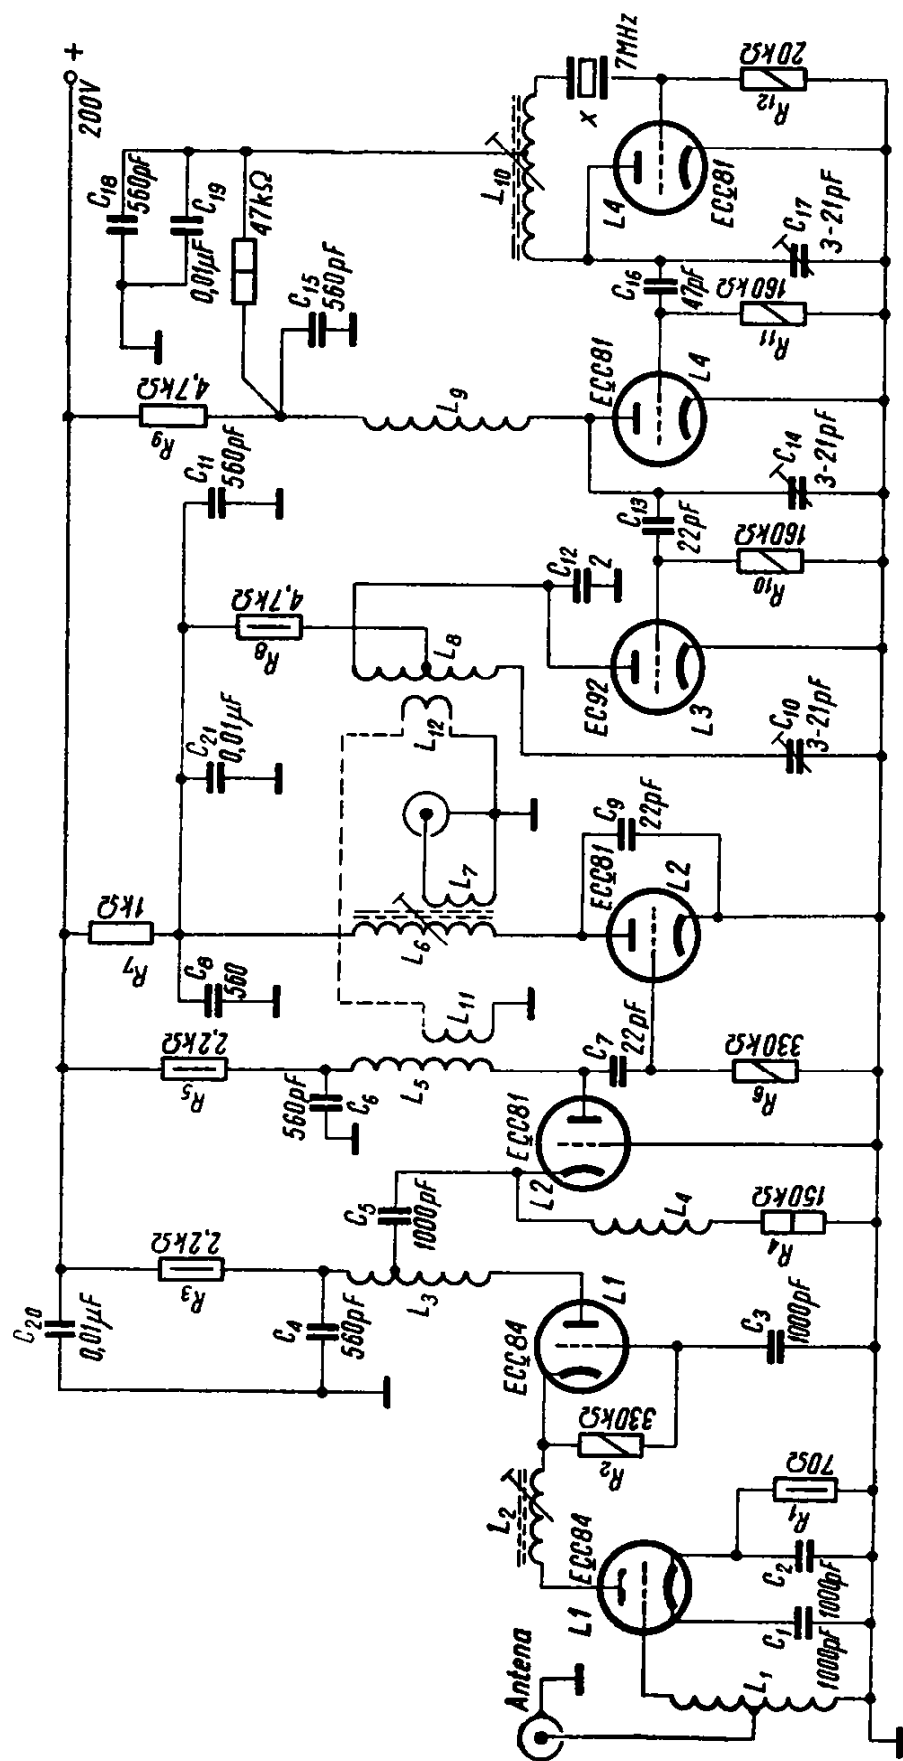 Antena
L1
L1
ECC84
C1
1000pF
C2
1000pF
R1
70Ω
L2
R2
330kΩ
ECC84
L1
C3
1000pF
C20
0,01µF
C4
560pF
R3
2,2kΩ
L3
C5
1000pF
L4
R4
150kΩ
L2
ECC81
R5
2,2kΩ
C6
560pF
L5
C7
22pF
R6
330kΩ
R7
1kΩ
C8
560
L11
L6
L7
L2
ECC81
C9
22pF
C21
0,01µF
L12
L8
C10
3-21pF
R8
4,7kΩ
C11
560pF
L3
EC92
C12
2
C13
22pF
R10
160kΩ
C14
3-21pF
R9
4,7kΩ
L9
ECC81
L4
C15
560pF
47kΩ
C19
0,01µF
C18
560pF
C16
47pF
R11
160kΩ
C17
3-21pF
L10
L4
ECC81
X
7MHz
R12
20kΩ
200V
+